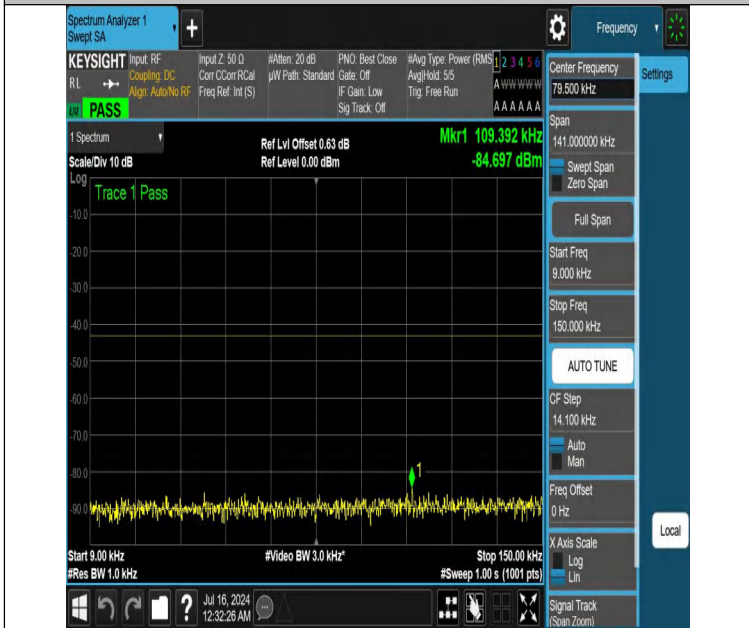 Spectrum Analyzer 1
Swept SA
Frequency
KEYSIGHT
RL
PASS
Input: RF
Coupling: DC
Align: Auto/No RF
Input Z: 50 Ω
Corr CCorr RCal
Freq Ref: Int (S)
#Atten: 20 dB
µW Path: Standard
PNO: Best Close
Gate: Off
IF Gain: Low
Sig Track: Off
#Avg Type: Power (RMS
Avg|Hold: 5/5
Trig: Free Run
1 2 3 4 5 6
A W W W W W
A A A A A A
1 Spectrum
Scale/Div 10 dB
Ref Lvl Offset 0.63 dB
Ref Level 0.00 dBm
Mkr1 109.392 kHz
-84.697 dBm
Log
Trace 1 Pass
-10.0
-20.0
-30.0
-40.0
-50.0
-60.0
-70.0
-80.0
-90.0
1
Start 9.00 kHz
#Res BW 1.0 kHz
#Video BW 3.0 kHz*
Stop 150.00 kHz
#Sweep 1.00 s (1001 pts)
Jul 16, 2024
12:32:26 AM
Center Frequency
79.500 kHz
Settings
Span
141.000000 kHz
Swept Span
Zero Span
Full Span
Start Freq
9.000 kHz
Stop Freq
150.000 kHz
AUTO TUNE
CF Step
14.100 kHz
Auto
Man
Freq Offset
0 Hz
X Axis Scale
Log
Lin
Local
Signal Track
(Span Zoom)